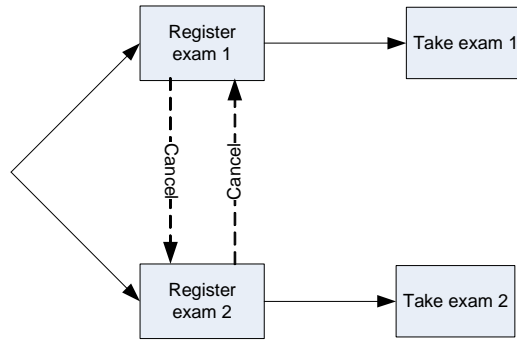 Register
exam 1
Take exam 1
Cancel
Cancel
Register
exam 2
Take exam 2